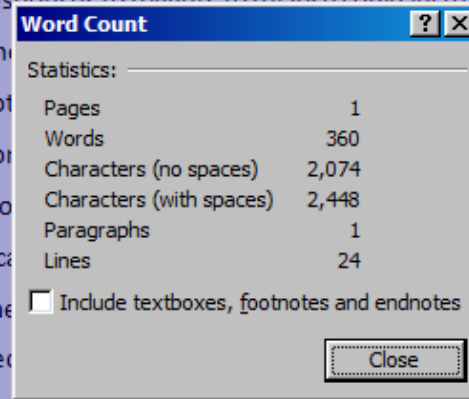 Word Count
Statistics:
Pages 1
Words 360
Characters (no spaces) 2,074
Characters (with spaces) 2,448
Paragraphs 1
Lines 24
Include textboxes, footnotes and endnotes
Close